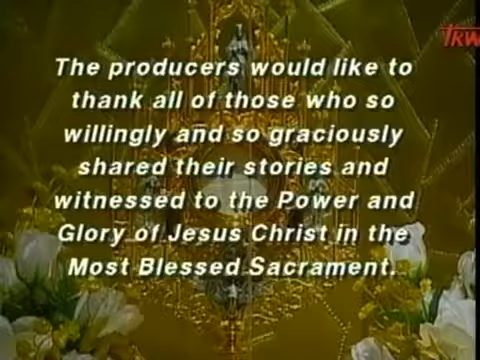 TRW
The producers would like to
thank all of those who so
willingly and so graciously
shared their stories and
witnessed to the Power and
Glory of Jesus Christ in the
Most Blessed Sacrament.